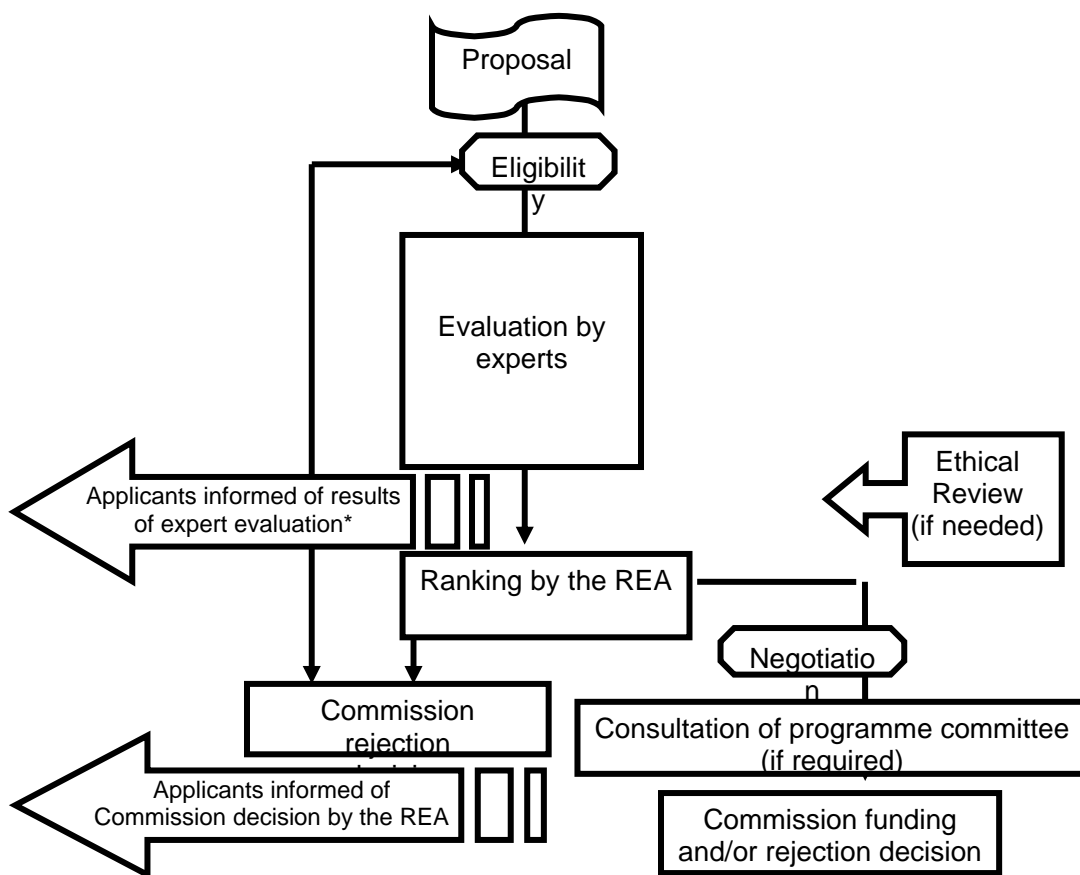 Proposal
Eligibilit
y
Evaluation by
experts
Applicants informed of results
of expert evaluation*
Ethical
Review
(if needed)
Ranking by the REA
Negotiatio
n
Commission
rejection
Consultation of programme committee
(if required)
Applicants informed of
Commission decision by the REA
Commission funding
and/or rejection decision